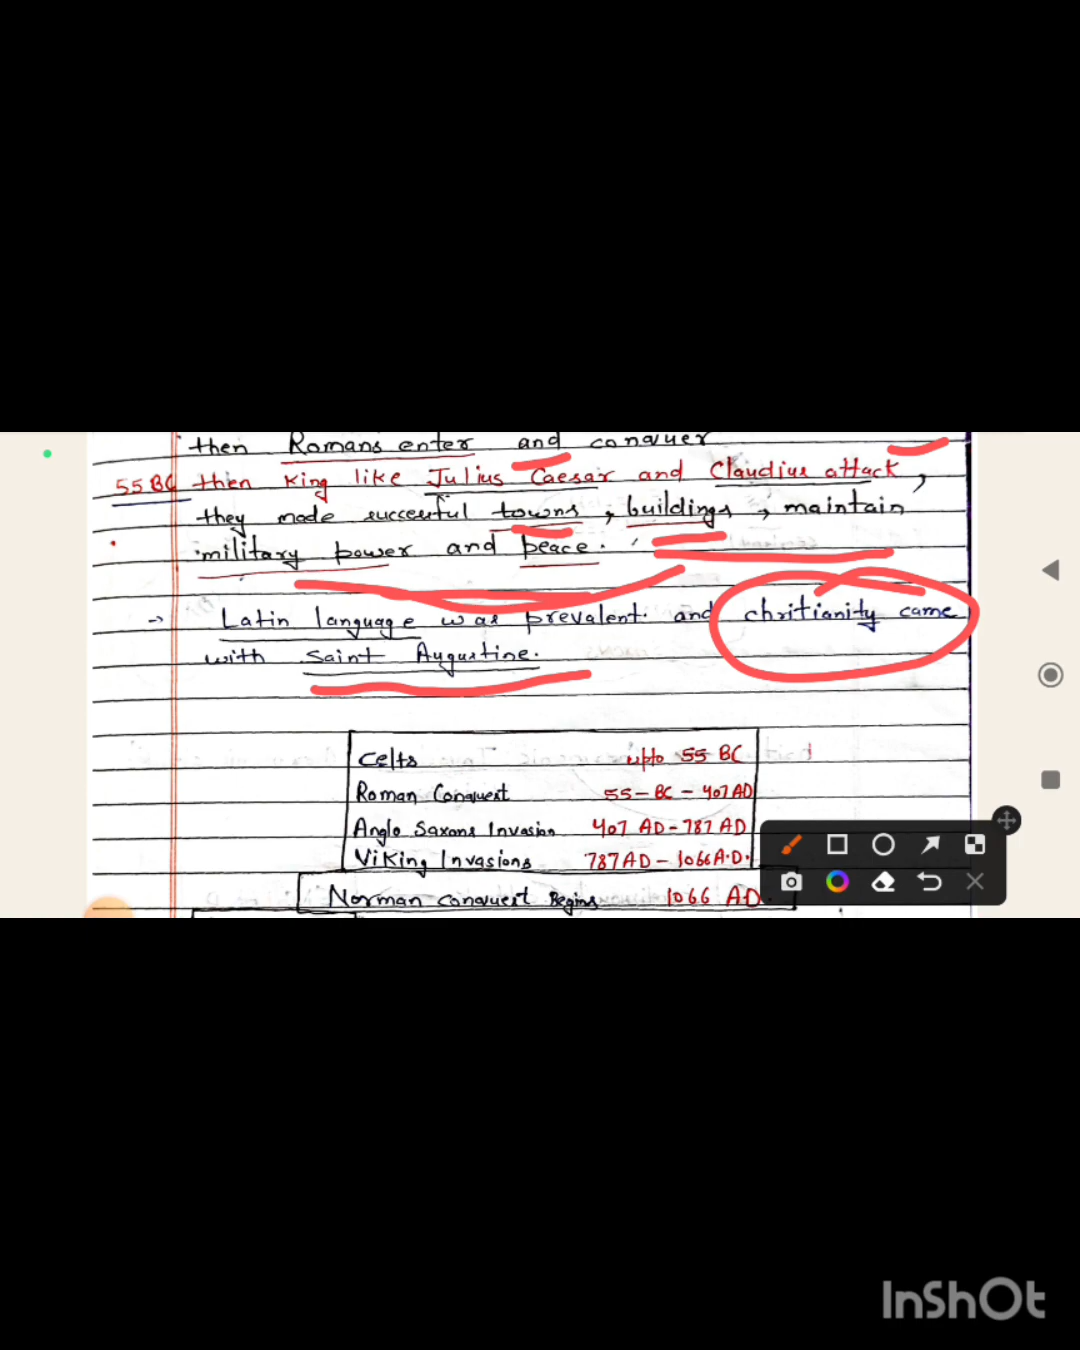 then Romans enter and conquer
55 BC then king like Julius Caesar and Claudius attack,
they made successful towns, buildings, maintain
military power and peace.
→ Latin language was prevalent. and chritianity came
with Saint Augustine.
Celts upto 55 BC
Roman Conquest 55-BC - 407 AD
Anglo Saxons Invasion 407 AD - 787 AD
Viking Invasions 787 AD - 1066 A.D.
Norman conquest Begins 1066 AD.
InShOt